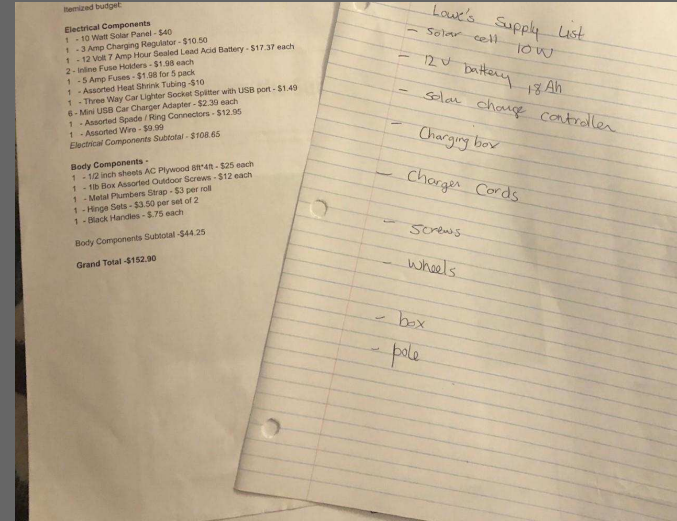 Itemized budget:
Electrical Components
1 - 10 Watt Solar Panel - $40
1 - 3 Amp Charging Regulator - $10.50
1 - 12 Volt 7 Amp Hour Sealed Lead Acid Battery - $17.37 each
2 - Inline Fuse Holders - $1.98 each
1 - 5 Amp Fuses - $1.98 for 5 pack
1 - Assorted Heat Shrink Tubing -$10
1 - Three Way Car Lighter Socket Splitter with USB port - $1.49
6 - Mini USB Car Charger Adapter - $2.39 each
1 - Assorted Spade / Ring Connectors - $12.95
1 - Assorted Wire - $9.99
Electrical Components Subtotal - $108.65
Body Components -
1 - 1/2 inch sheets AC Plywood 8ft*4ft - $25 each
1 - 1lb Box Assorted Outdoor Screws - $12 each
1 - Metal Plumbers Strap - $3 per roll
1 - Hinge Sets - $3.50 per set of 2
1 - Black Handles - $.75 each
Body Components Subtotal -$44.25
Grand Total -$152.90
Lowe's Supply List
- Solar cell 10W
- 12 V battery 18 Ah
- Solar charge controller
- Charging box
- Charger Cords
- Screws
- Wheels
- box
- pole